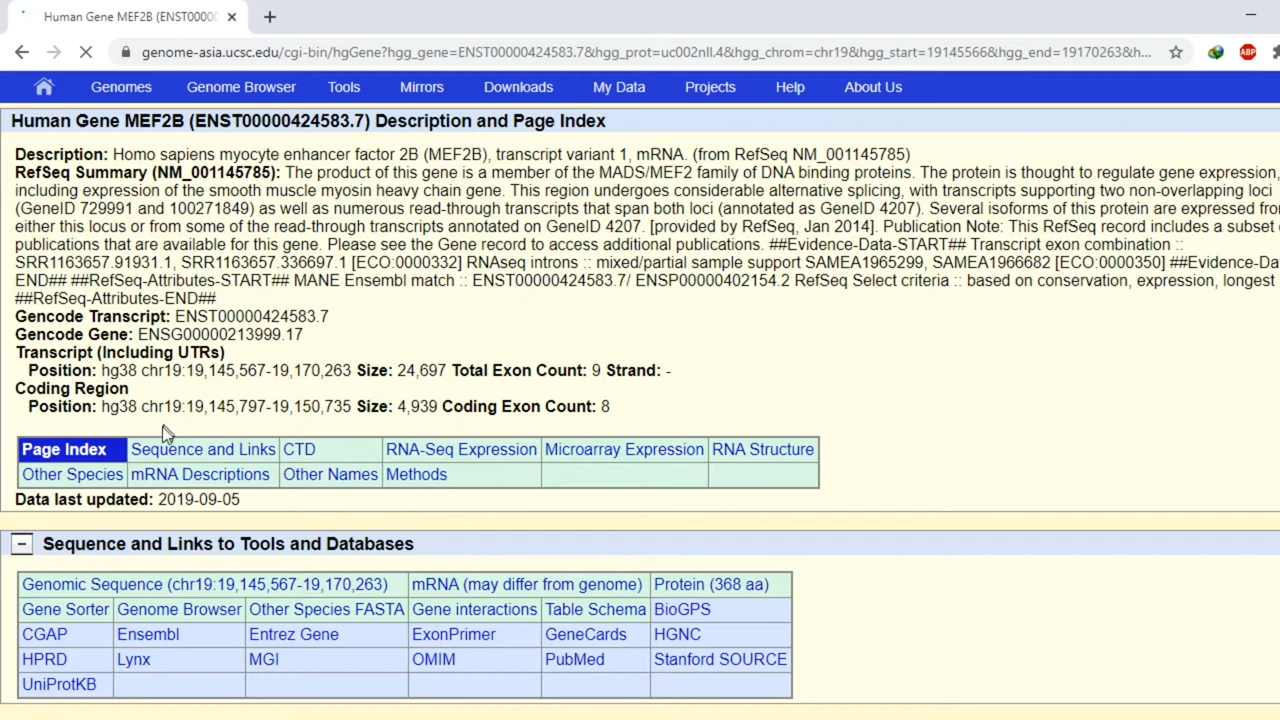 Human Gene MEF2B (ENST0000
genome-asia.ucsc.edu/cgi-bin/hgGene?hgg_gene=ENST00000424583.7&hgg_prot=uc002nll.4&hgg_chrom=chr19&hgg_start=19145566&hgg_end=19170263&h...
ABP
Genomes Genome Browser Tools Mirrors Downloads My Data Projects Help About Us
Human Gene MEF2B (ENST00000424583.7) Description and Page Index
Description: Homo sapiens myocyte enhancer factor 2B (MEF2B), transcript variant 1, mRNA. (from RefSeq NM_001145785)
RefSeq Summary (NM_001145785): The product of this gene is a member of the MADS/MEF2 family of DNA binding proteins. The protein is thought to regulate gene expression,
including expression of the smooth muscle myosin heavy chain gene. This region undergoes considerable alternative splicing, with transcripts supporting two non-overlapping loci
(GeneID 729991 and 100271849) as well as numerous read-through transcripts that span both loci (annotated as GeneID 4207). Several isoforms of this protein are expressed from
either this locus or from some of the read-through transcripts annotated on GeneID 4207. [provided by RefSeq, Jan 2014]. Publication Note: This RefSeq record includes a subset
publications that are available for this gene. Please see the Gene record to access additional publications. ##Evidence-Data-START## Transcript exon combination ::
SRR1163657.91931.1, SRR1163657.336697.1 [ECO:0000332] RNAseq introns :: mixed/partial sample support SAMEA1965299, SAMEA1966682 [ECO:0000350] ##Evidence-Da
END## ##RefSeq-Attributes-START## MANE Ensembl match :: ENST00000424583.7/ ENSP00000402154.2 RefSeq Select criteria :: based on conservation, expression, longest
##RefSeq-Attributes-END##
Gencode Transcript: ENST00000424583.7
Gencode Gene: ENSG00000213999.17
Transcript (Including UTRs)
Position: hg38 chr19:19,145,567-19,170,263 Size: 24,697 Total Exon Count: 9 Strand: -
Coding Region
Position: hg38 chr19:19,145,797-19,150,735 Size: 4,939 Coding Exon Count: 8
Page Index Sequence and Links CTD RNA-Seq Expression Microarray Expression RNA Structure
Other Species mRNA Descriptions Other Names Methods
Data last updated: 2019-09-05
Sequence and Links to Tools and Databases
Genomic Sequence (chr19:19,145,567-19,170,263) mRNA (may differ from genome) Protein (368 aa)
Gene Sorter Genome Browser Other Species FASTA Gene interactions Table Schema BioGPS
CGAP Ensembl Entrez Gene ExonPrimer GeneCards HGNC
HPRD Lynx MGI OMIM PubMed Stanford SOURCE
UniProtKB